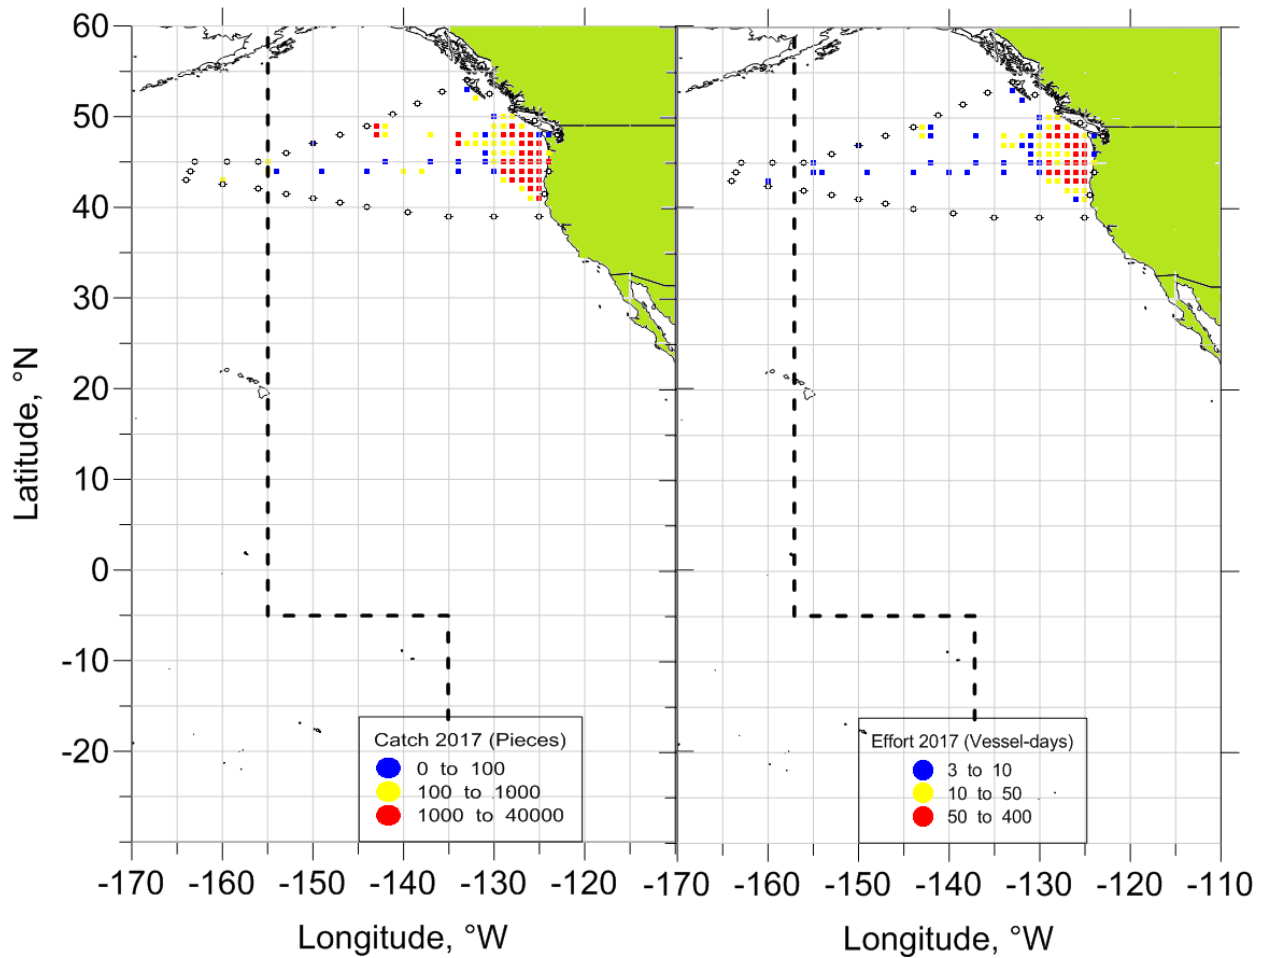 60
50
40
30
20
10
0
-10
-20
Latitude, °N
Catch 2017 (Pieces)
0 to 100
100 to 1000
1000 to 40000
Effort 2017 (Vessel-days)
3 to 10
10 to 50
50 to 400
-170 -160 -150 -140 -130 -120 -170 -160 -150 -140 -130 -120 -110
Longitude, °W
Longitude, °W